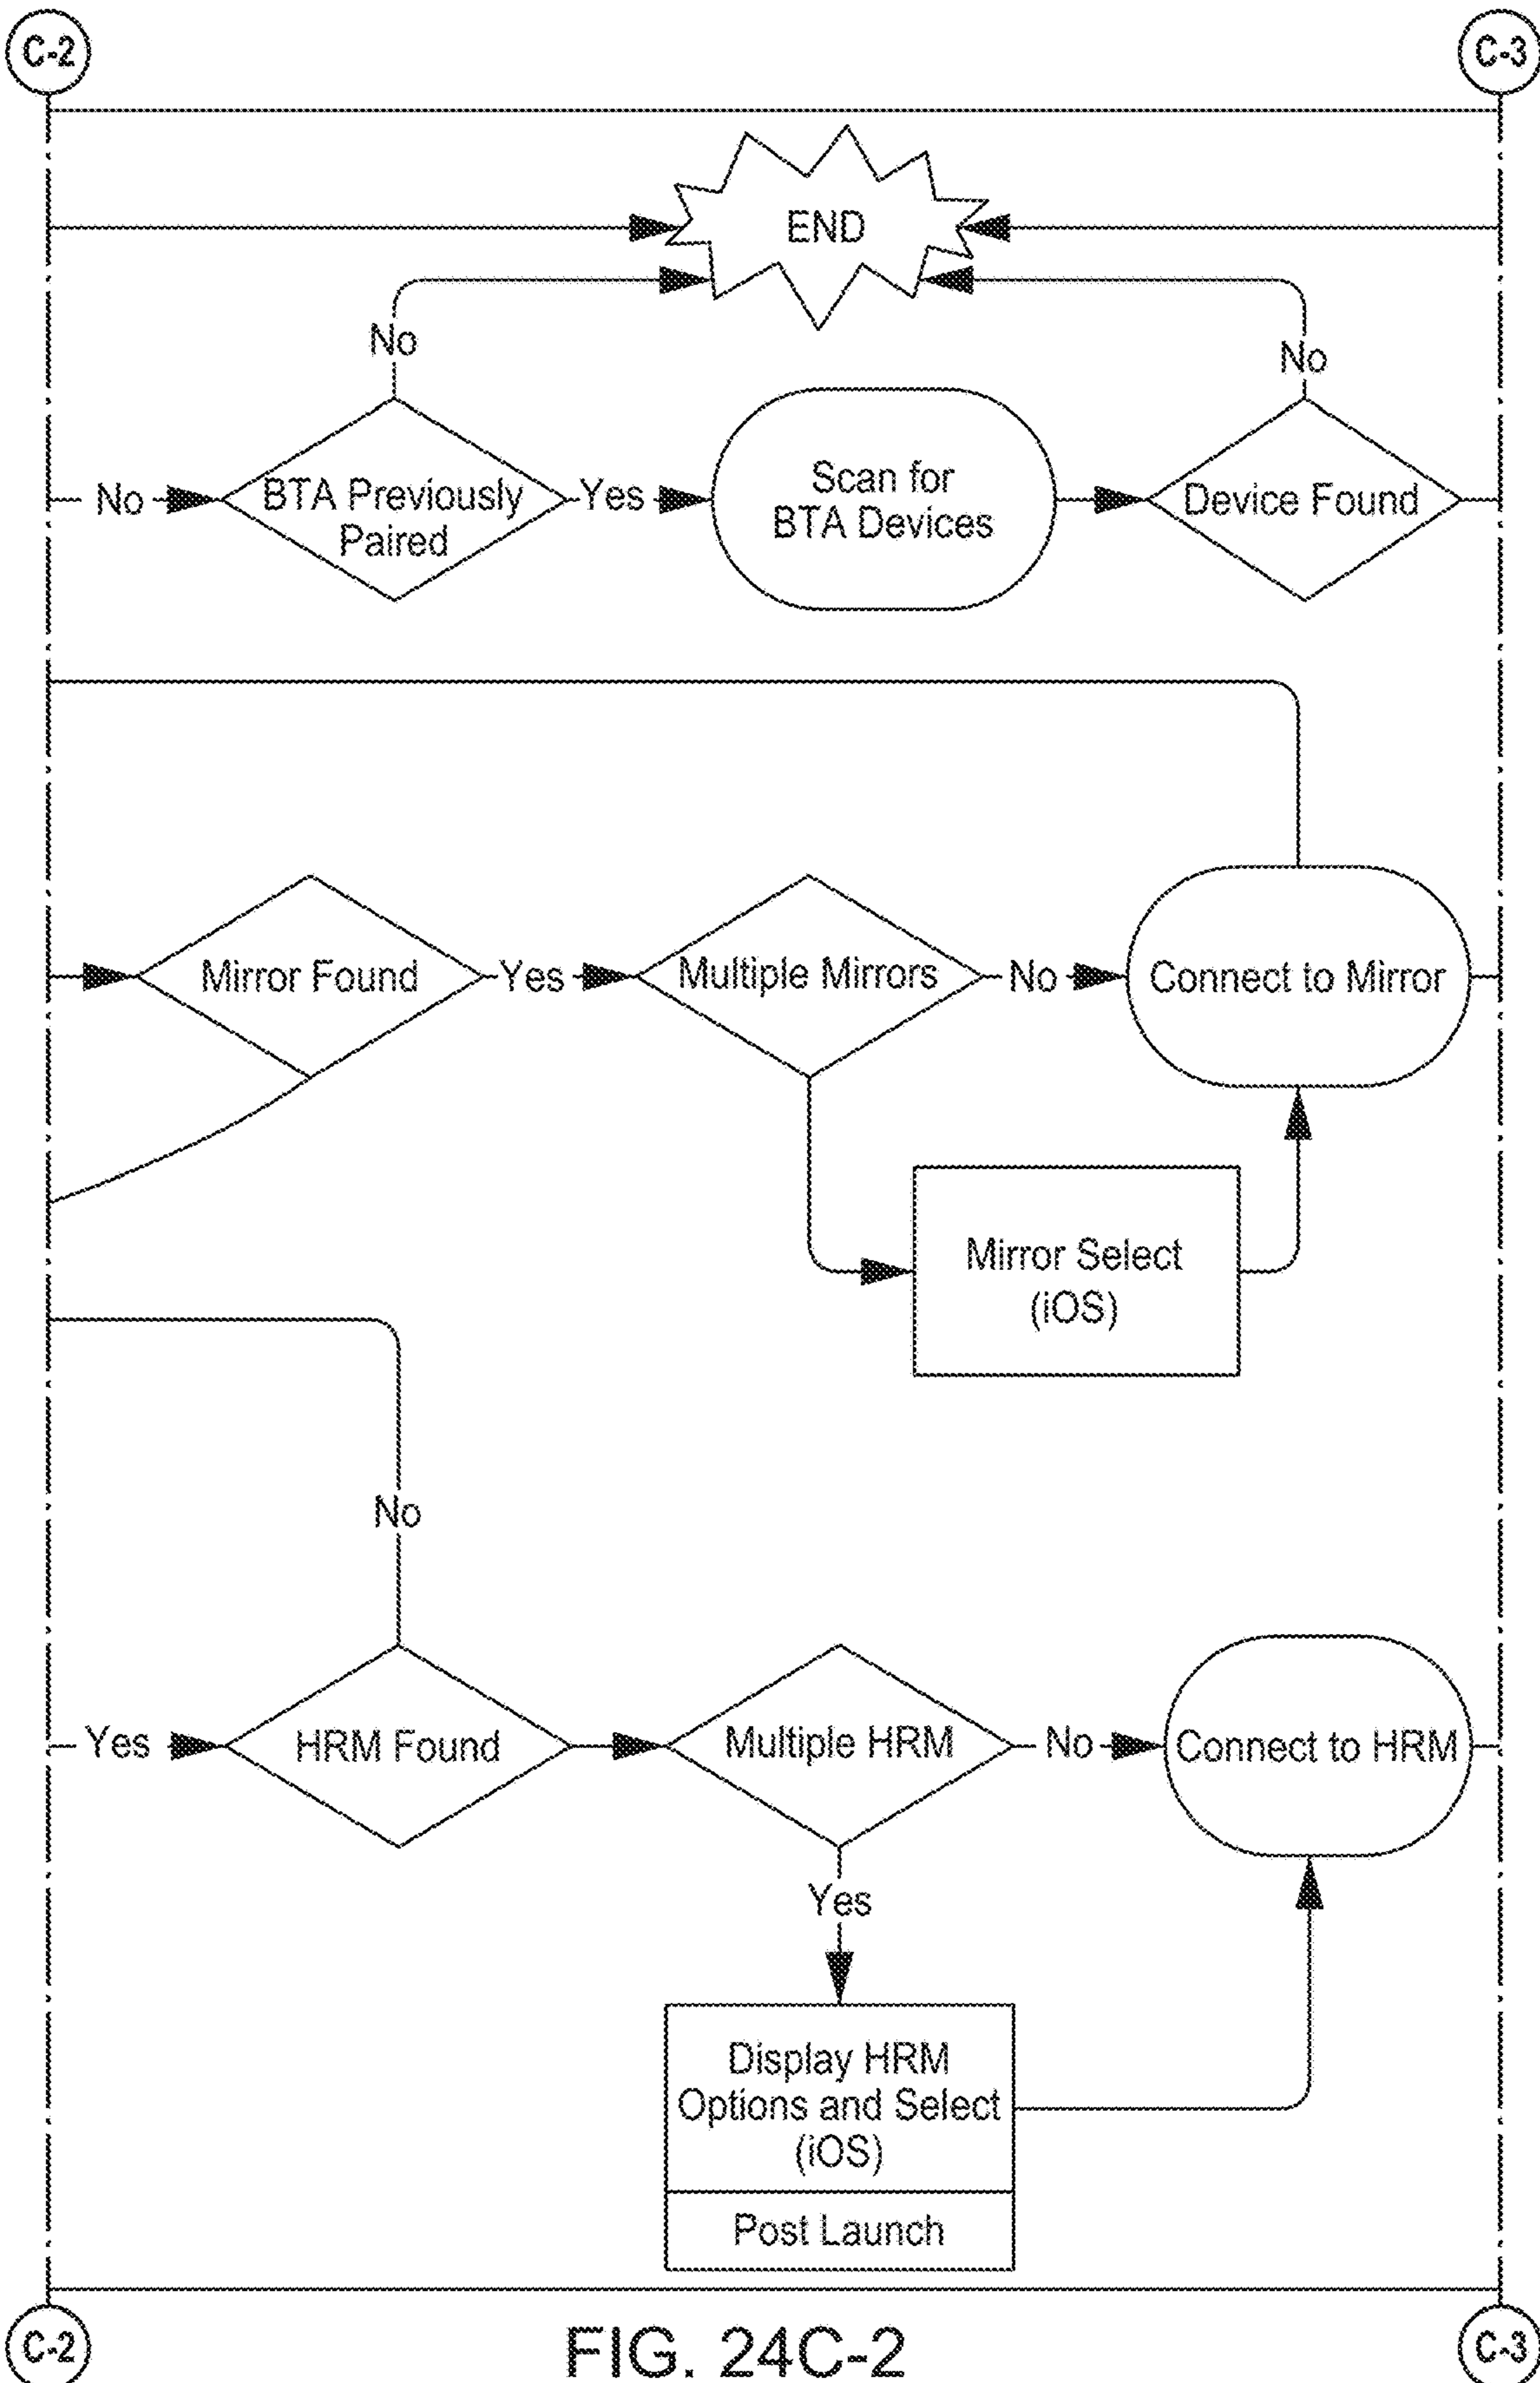 C-2
C-3
END
No
No
No
BTA Previously
Paired
Yes
Scan for
BTA Devices
Device Found
Mirror Found
Yes
Multiple Mirrors
No
Connect to Mirror
Mirror Select
(iOS)
No
Yes
HRM Found
Multiple HRM
No
Connect to HRM
Yes
Display HRM
Options and Select
(iOS)
Post Launch
C-2
FIG. 24C-2
C-3